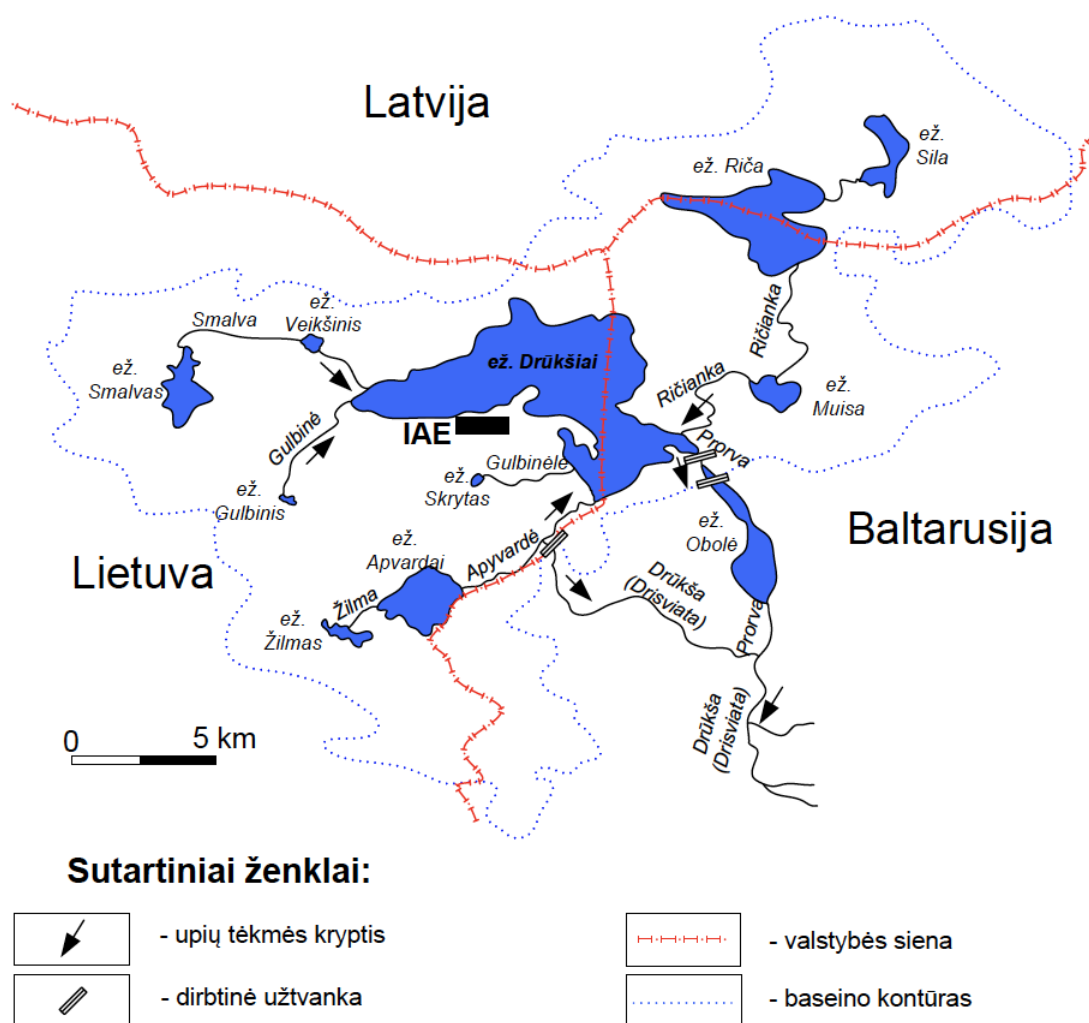 Latvija
ež.
Sila
ež. Riča
Ričianka
ež.
Veikšinis
Smalva
ež.
Smalvas
ež. Drūkšiai
Ričianka
ež.
Muisa
Gulbinė
IAE
Prorva
Gulbinėlė
ež.
Skrytas
ež.
Gulbinis
ež.
Obolė
Baltarusija
Lietuva
ež.
Apvardai
Apyvardė
Drūkša
(Drisviata)
Žilma
ež.
Žilmas
Prorva
Drūkša
(Drisviata)
0 5 km
Sutartiniai ženklai:
- upių tėkmės kryptis
- valstybės siena
- dirbtinė užtvanka
- baseino kontūras